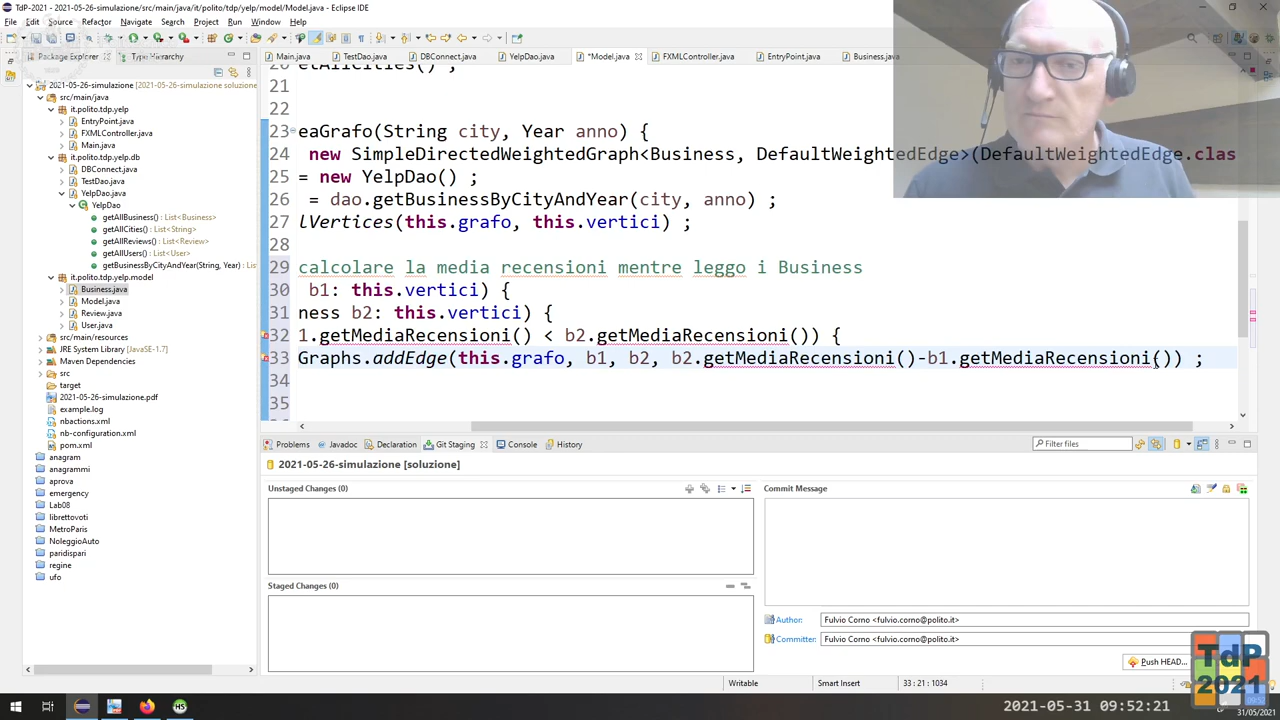 TdP-2021 - 2021-05-26-simulazione/src/main/java/it/polito/tdp/yelp/model/Model.java - Eclipse IDE
File Edit Source Refactor Navigate Search Project Run Window Help
Package Explorer Type Hierarchy
Main.java TestDao.java DBConnect.java YelpDao.java *Model.java FXMLController.java EntryPoint.java Business.java
2021-05-26-simulazione [2021-05-26-simulazione soluzione
src/main/java
it.polito.tdp.yelp
EntryPoint.java
FXMLController.java
Main.java
it.polito.tdp.yelp.db
DBConnect.java
TestDao.java
YelpDao.java
YelpDao
getAllBusiness() : List<Business>
getAllCities() : List<String>
getAllReviews() : List<Review>
getAllUsers() : List<User>
getBusinessByCityAndYear(String, Year) : List
it.polito.tdp.yelp.model
Business.java
Model.java
Review.java
User.java
src/main/resources
JRE System Library [JavaSE-1.7]
Maven Dependencies
src
target
2021-05-26-simulazione.pdf
example.log
nbactions.xml
nb-configuration.xml
pom.xml
anagram
anagrammi
aprova
emergency
Lab08
librettovoti
MetroParis
NoleggioAuto
paridispari
regine
ufo
20 etAllCities() ;
21
22
23 eaGrafo(String city, Year anno) {
24 new SimpleDirectedWeightedGraph<Business, DefaultWeightedEdge>(DefaultWeightedEdge.clas
25 = new YelpDao() ;
26 = dao.getBusinessByCityAndYear(city, anno) ;
27 lVertices(this.grafo, this.vertici) ;
28
29 calcolare la media recensioni mentre leggo i Business
30 b1: this.vertici) {
31 ness b2: this.vertici) {
32 1.getMediaRecensioni() < b2.getMediaRecensioni()) {
33 Graphs.addEdge(this.grafo, b1, b2, b2.getMediaRecensioni()-b1.getMediaRecensioni()) ;
34
35
Problems Javadoc Declaration Git Staging Console History
Filter files
2021-05-26-simulazione [soluzione]
Unstaged Changes (0)
Commit Message
Staged Changes (0)
Author: Fulvio Corno <fulvio.corno@polito.it>
Committer: Fulvio Corno <fulvio.corno@polito.it>
Push HEAD...
Writable Smart Insert 33 : 21 : 1034
TdP
2021
2021-05-31 09:52:21
31/05/2021